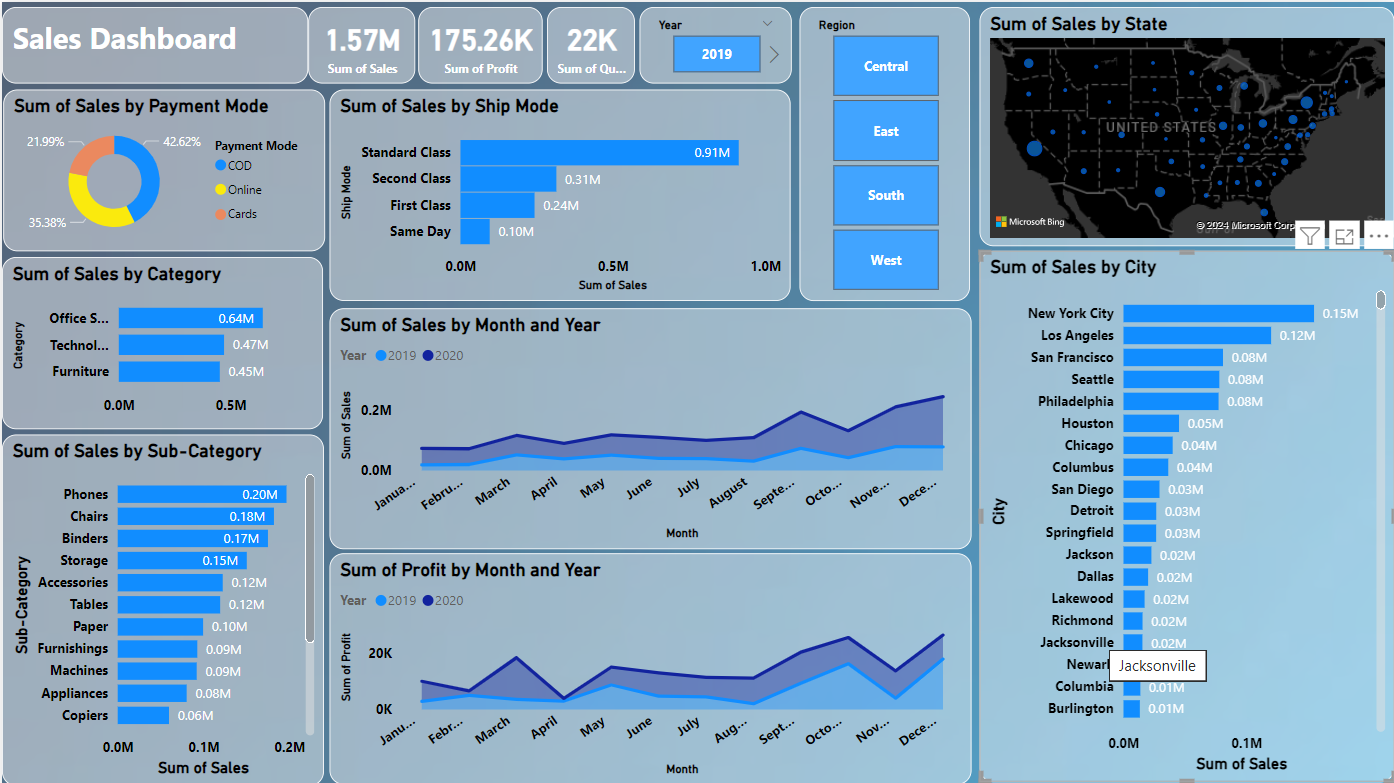 Sales Dashboard
1.57M
Sum of Sales
175.26K
Sum of Profit
22K
Sum of Qu...
Year
2019
Region
Central
East
South
West
Sum of Sales by State
UNITED STATES
Microsoft Bing
© 2024 Microsoft Corp
Sum of Sales by Payment Mode
21.99%
42.62%
35.38%
Payment Mode
COD
Online
Cards
Sum of Sales by Ship Mode
Ship Mode
Standard Class 0.91M
Second Class 0.31M
First Class 0.24M
Same Day 0.10M
0.0M 0.5M 1.0M
Sum of Sales
Sum of Sales by Category
Category
Office S... 0.64M
Technol... 0.47M
Furniture 0.45M
0.0M 0.5M
Sum of Sales by Month and Year
Year 2019 2020
Sum of Sales
0.2M
0.0M
Janua... Febru... March April May June July August Septe... Octo... Nove... Dece...
Month
Sum of Sales by Sub-Category
Sub-Category
Phones 0.20M
Chairs 0.18M
Binders 0.17M
Storage 0.15M
Accessories 0.12M
Tables 0.12M
Paper 0.10M
Furnishings 0.09M
Machines 0.09M
Appliances 0.08M
Copiers 0.06M
0.0M 0.1M 0.2M
Sum of Sales
Sum of Profit by Month and Year
Year 2019 2020
Sum of Profit
20K
0K
Janu... Febr... March April May June July Aug... Sept... Octo... Nov... Dece...
Month
Sum of Sales by City
City
New York City 0.15M
Los Angeles 0.12M
San Francisco 0.08M
Seattle 0.08M
Philadelphia 0.08M
Houston 0.05M
Chicago 0.04M
Columbus 0.04M
San Diego 0.03M
Detroit 0.03M
Springfield 0.03M
Jackson 0.02M
Dallas 0.02M
Lakewood 0.02M
Richmond 0.02M
Jacksonville 0.02M
Newark
Jacksonville
Columbia 0.01M
Burlington 0.01M
0.0M 0.1M
Sum of Sales